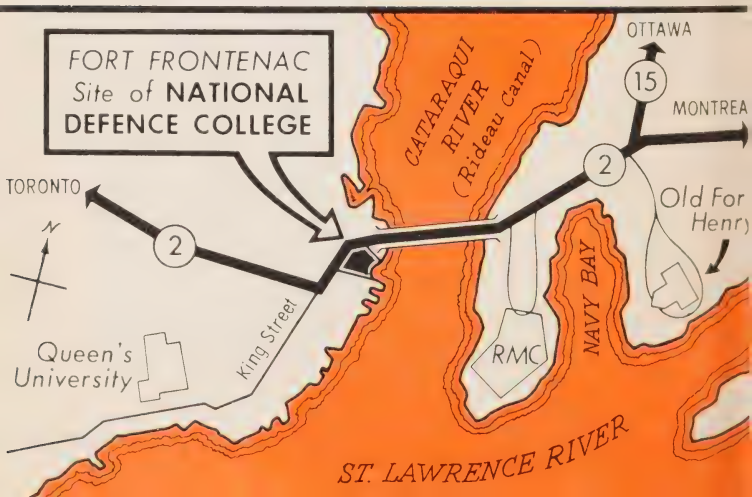 FORT FRONTENAC
Site of NATIONAL
DEFENCE COLLEGE
CATARAQUI
RIVER
(Rideau Canal)
OTTAWA
15
MONTREA
2
Old For
Henry
TORONTO
2
N
King Street
Queen's
University
RMC
NAVY BAY
ST. LAWRENCE RIVER